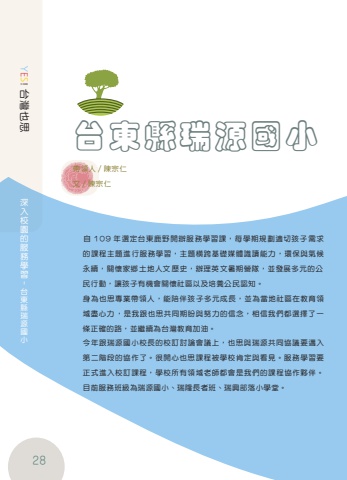 YES! 台灣也思
深入校園的服務學習，台東縣瑞源國小
台東縣瑞源國小
帶領人／陳宗仁
文／陳宗仁
自 109 年選定台東鹿野開辦服務學習課，每學期規劃適切孩子需求
的課程主題進行服務學習，主題橫跨基礎媒體識讀能力、環保與氣候
永續，關懷家鄉土地人文歷史，辦理英文暑期營隊，並發展多元的公
民行動，讓孩子有機會關懷社區以及培養公民認知。
身為也思專業帶領人，能陪伴孩子多元成長，並為當地社區在教育領
域盡心力，是我跟也思共同期盼與努力的信念，相信我們都選擇了一
條正確的路，並繼續為台灣教育加油。
今年跟瑞源國小校長的校訂討論會議上，也思與瑞源共同協議要邁入
第二階段的協作了。很開心也思課程被學校肯定與看見。服務學習要
正式進入校訂課程，學校所有領域老師都會是我們的課程協作夥伴。
目前服務班級為瑞源國小、瑞隆長者班、瑞興部落小學堂。
28